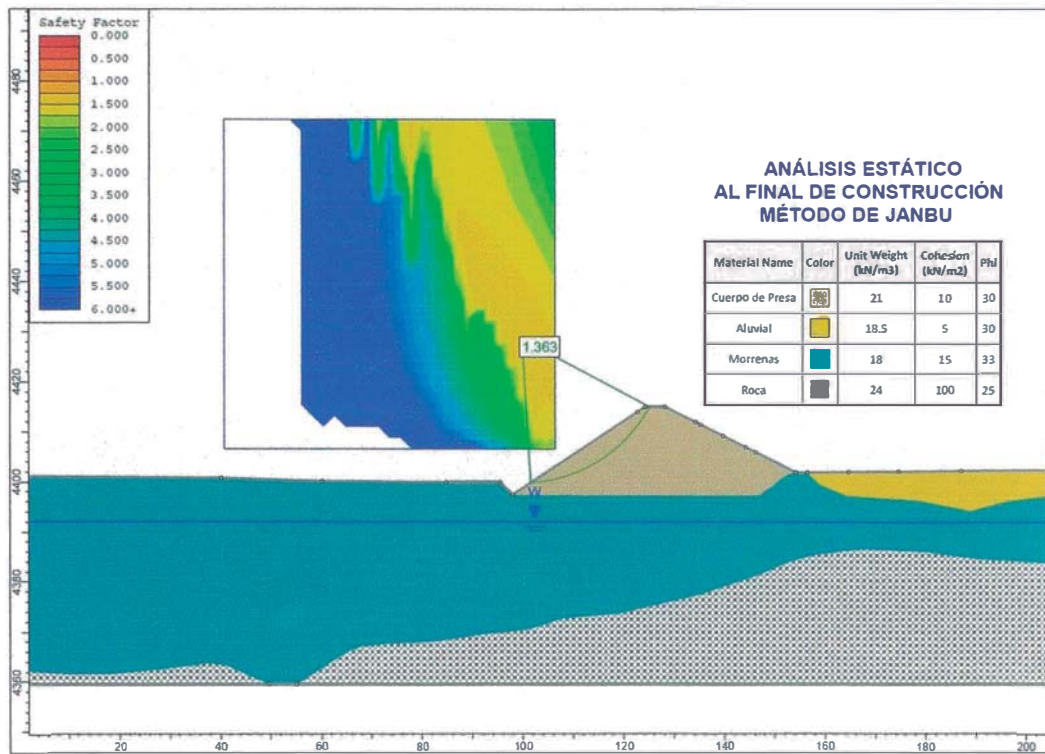 Safety Factor
0.000
0.500
1.000
1.500
2.000
2.500
3.000
3.500
4.000
4.500
5.000
5.500
6.000+
4480
4460
4440
4420
4400
4380
4360
ANÁLISIS ESTÁTICO
AL FINAL DE CONSTRUCCIÓN
MÉTODO DE JANBU
Material Name Color Unit Weight (kN/m3) Cohesion (kN/m2) Phi
Cuerpo de Presa 21 10 30
Aluvial 18.5 5 30
Morrenas 18 15 33
Roca 24 100 25
1.363
W
20 40 60 80 100 120 140 160 180 200